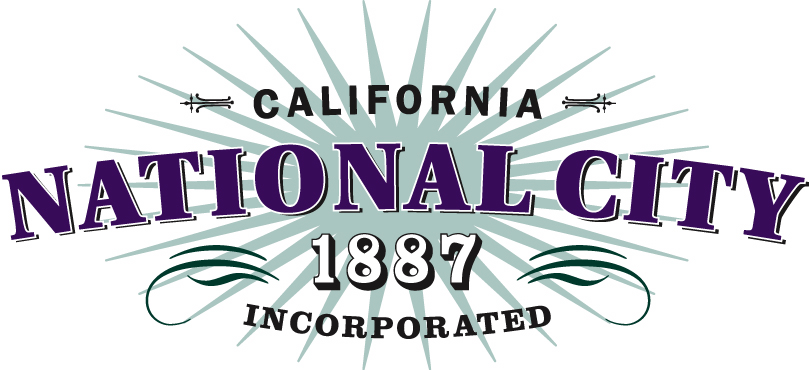 CALIFORNIA
NATIONAL CITY
1887
INCORPORATED